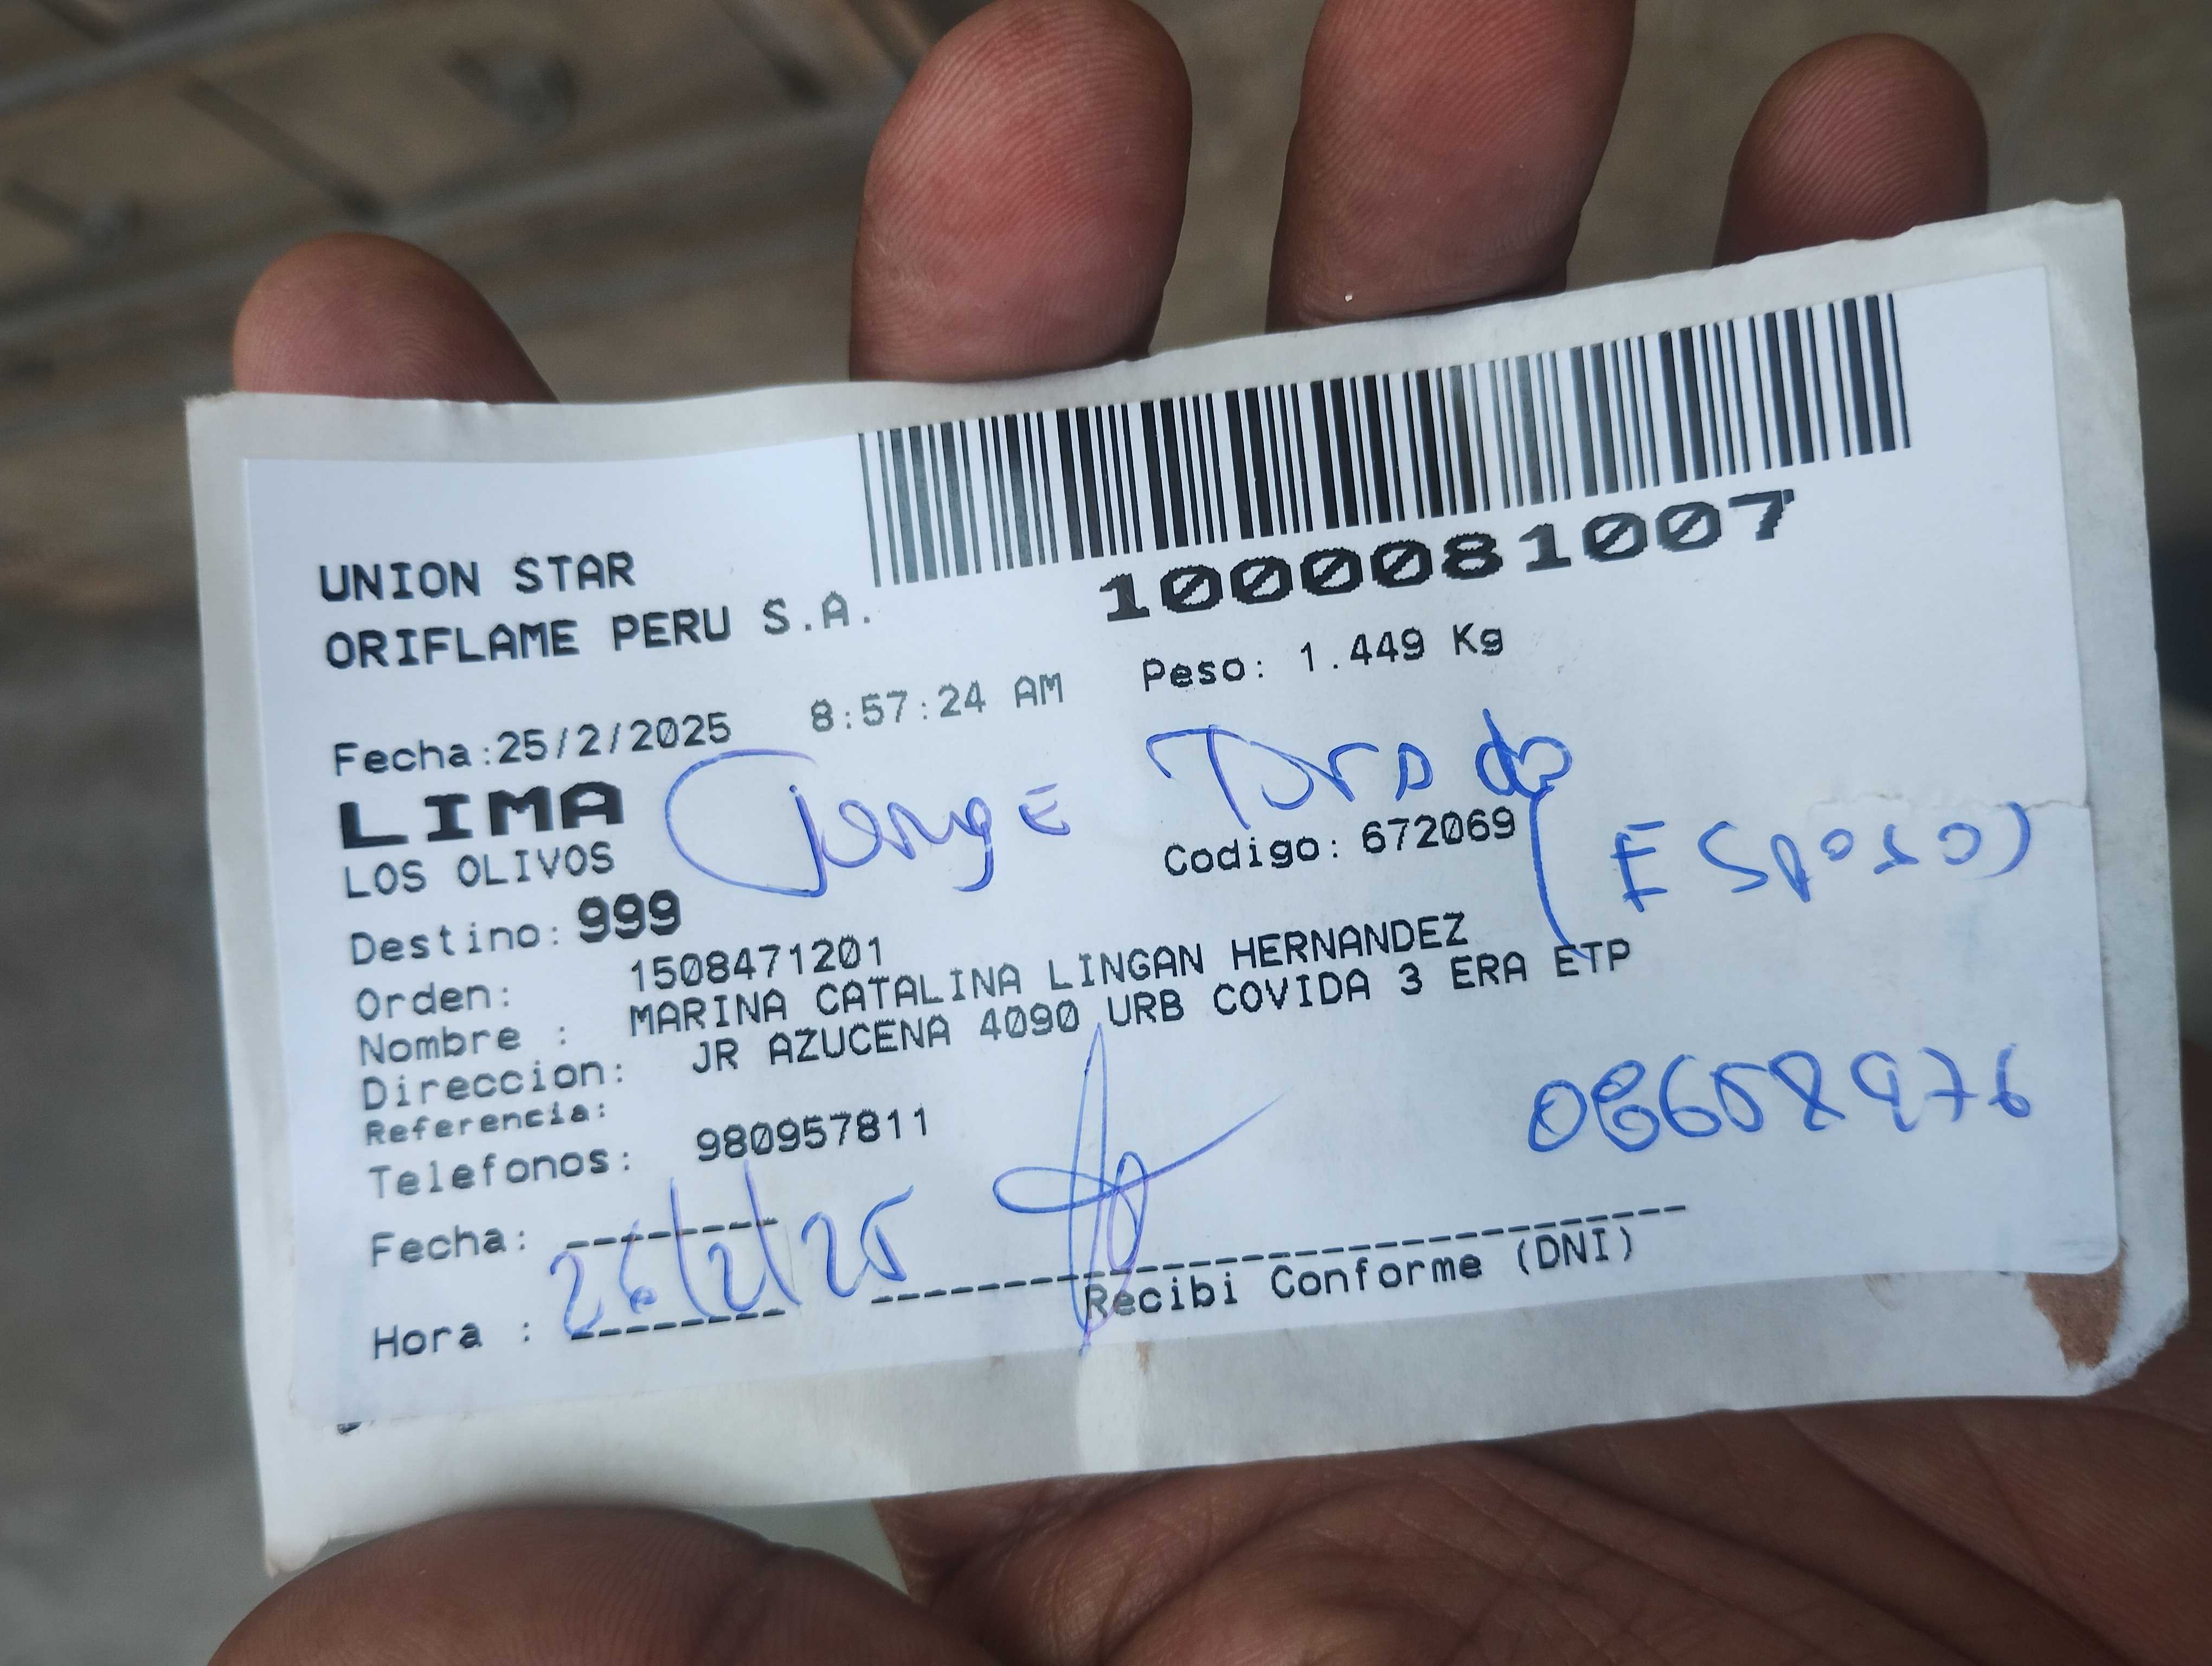 1000081007
UNION STAR
ORIFLAME PERU S.A.
Peso: 1.449 Kg
Fecha:25/2/2025 8:57:24 AM
LIMA
Jorge
LOS OLIVOS
Codigo: 672069
(Esposo)
Destino: 999
Orden: 1508471201
Nombre : MARINA CATALINA LINGAN HERNANDEZ
Direccion: JR AZUCENA 4090 URB COVIDA 3 ERA ETP
Referencia:
Telefonos: 980957811
Fecha: 26/2/25
Recibi Conforme (DNI)
Hora :